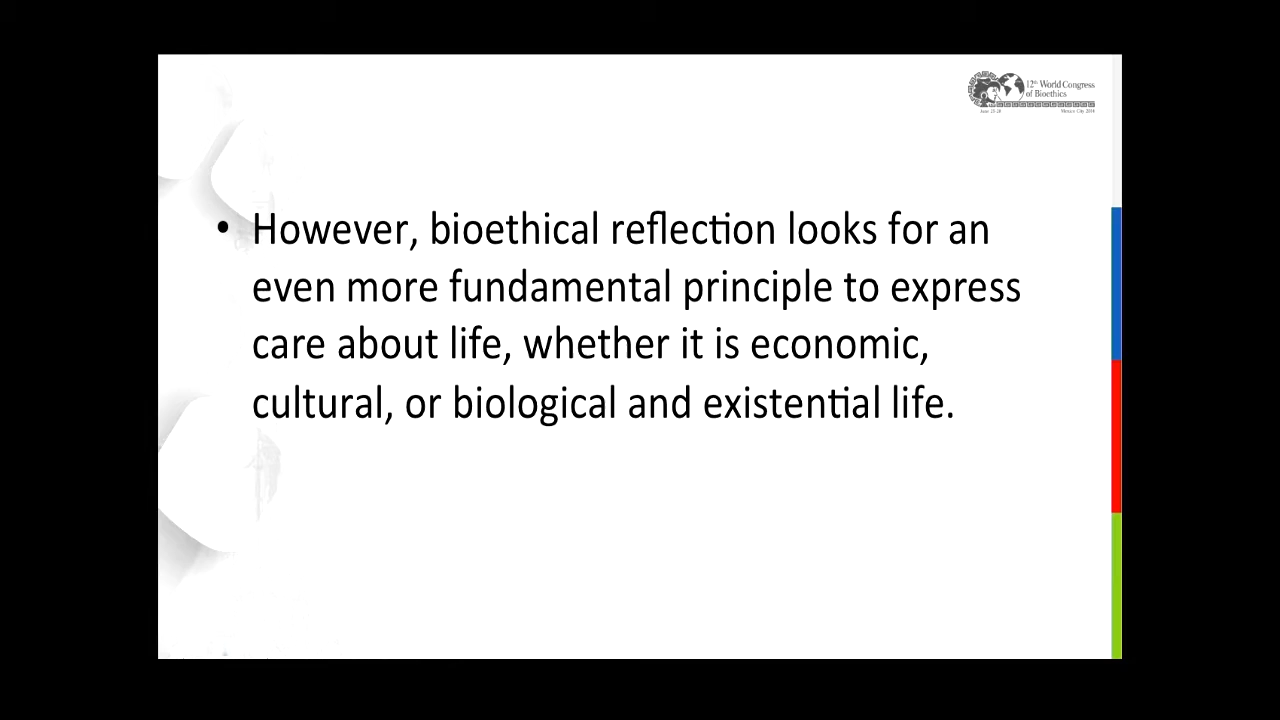 12th World Congress
of Bioethics
• However, bioethical reflection looks for an
even more fundamental principle to express
care about life, whether it is economic,
cultural, or biological and existential life.